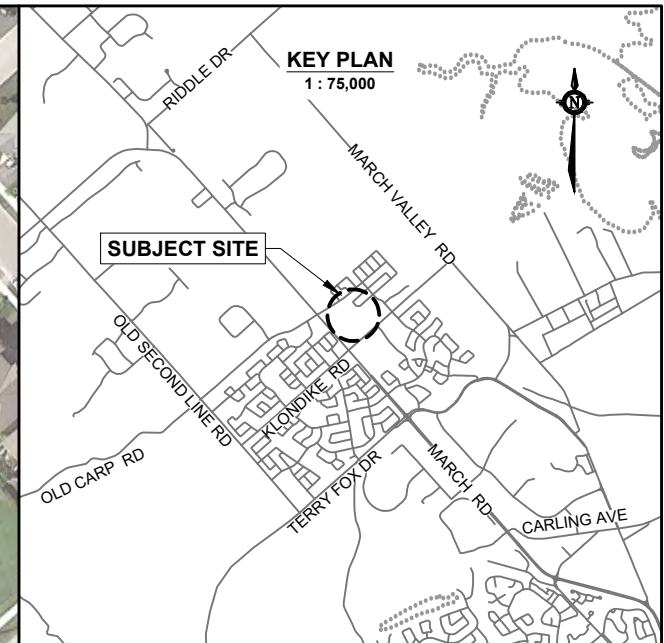 KEY PLAN
1 : 75,000
RIDDLE DR
N
MARCH VALLEY RD
SUBJECT SITE
OLD SECOND LINE RD
KLONDIKE RD
OLD CARP RD
TERRY FOX DR
MARCH RD
CARLING AVE